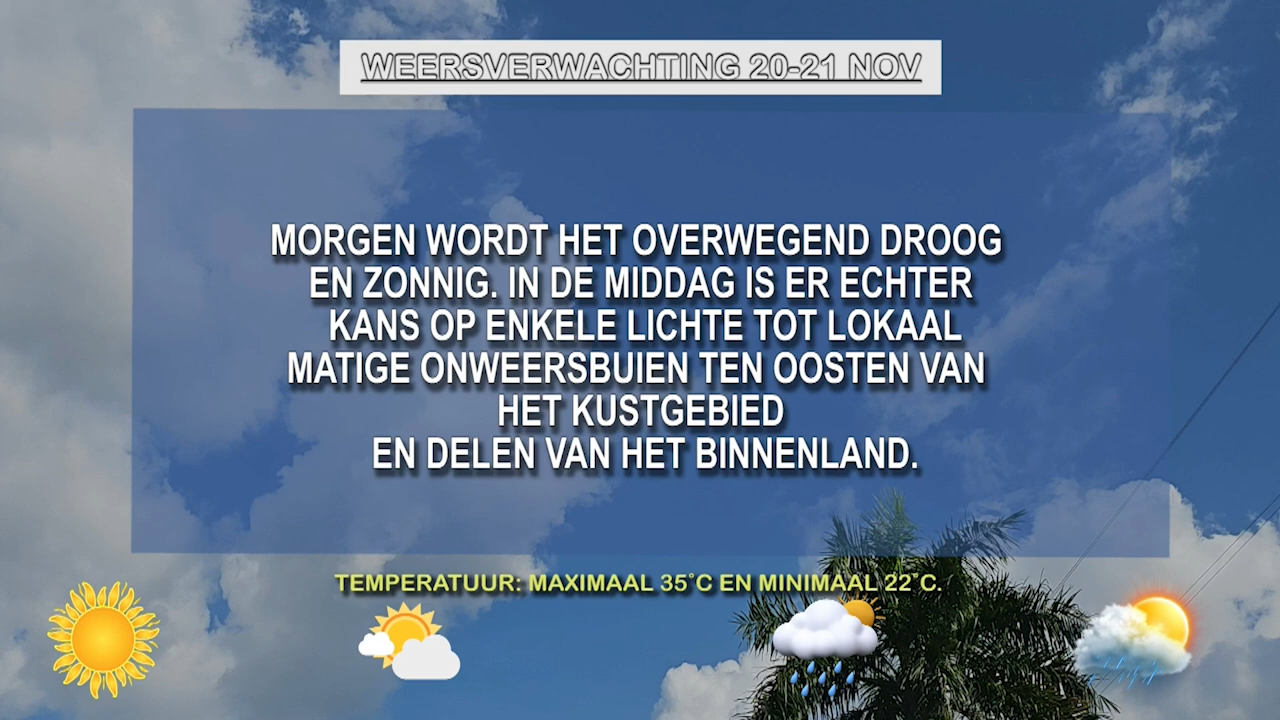 WEERSVERWACHTING 20-21 NOV
MORGEN WORDT HET OVERWEGEND DROOG
EN ZONNIG. IN DE MIDDAG IS ER ECHTER
KANS OP ENKELE LICHTE TOT LOKAAL
MATIGE ONWEERSBUIEN TEN OOSTEN VAN
HET KUSTGEBIED
EN DELEN VAN HET BINNENLAND.
TEMPERATUUR: MAXIMAAL 35°C EN MINIMAAL 22°C.